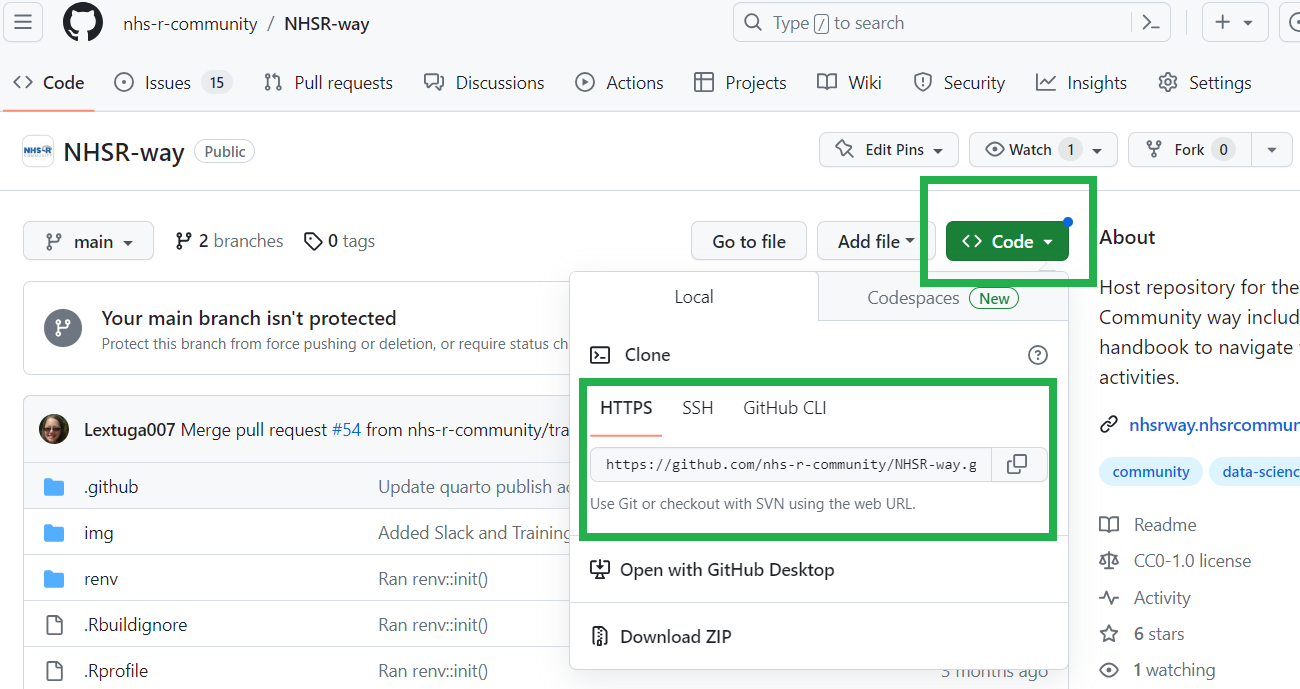 nhs-r-community / NHSR-way
Type / to search
Code
Issues 15
Pull requests
Discussions
Actions
Projects
Wiki
Security
Insights
Settings
NHS-R
NHSR-way Public
Edit Pins
Watch 1
Fork 0
main
2 branches
0 tags
Go to file
Add file
Code
About
Host repository for the
Community way includ
handbook to navigate
activities.
nhsrway.nhsrcommun
community data-scienc
Readme
CC0-1.0 license
Activity
6 stars
1 watching
Your main branch isn't protected
Protect this branch from force pushing or deletion, or require status ch
Lextuga007 Merge pull request #54 from nhs-r-community/tra
.github Update quarto publish ac
img Added Slack and Training
renv Ran renv::init()
.Rbuildignore Ran renv::init()
.Rprofile Ran renv::init() 3 months ago
Local
Codespaces New
Clone
HTTPS SSH GitHub CLI
https://github.com/nhs-r-community/NHSR-way.g
Use Git or checkout with SVN using the web URL.
Open with GitHub Desktop
Download ZIP